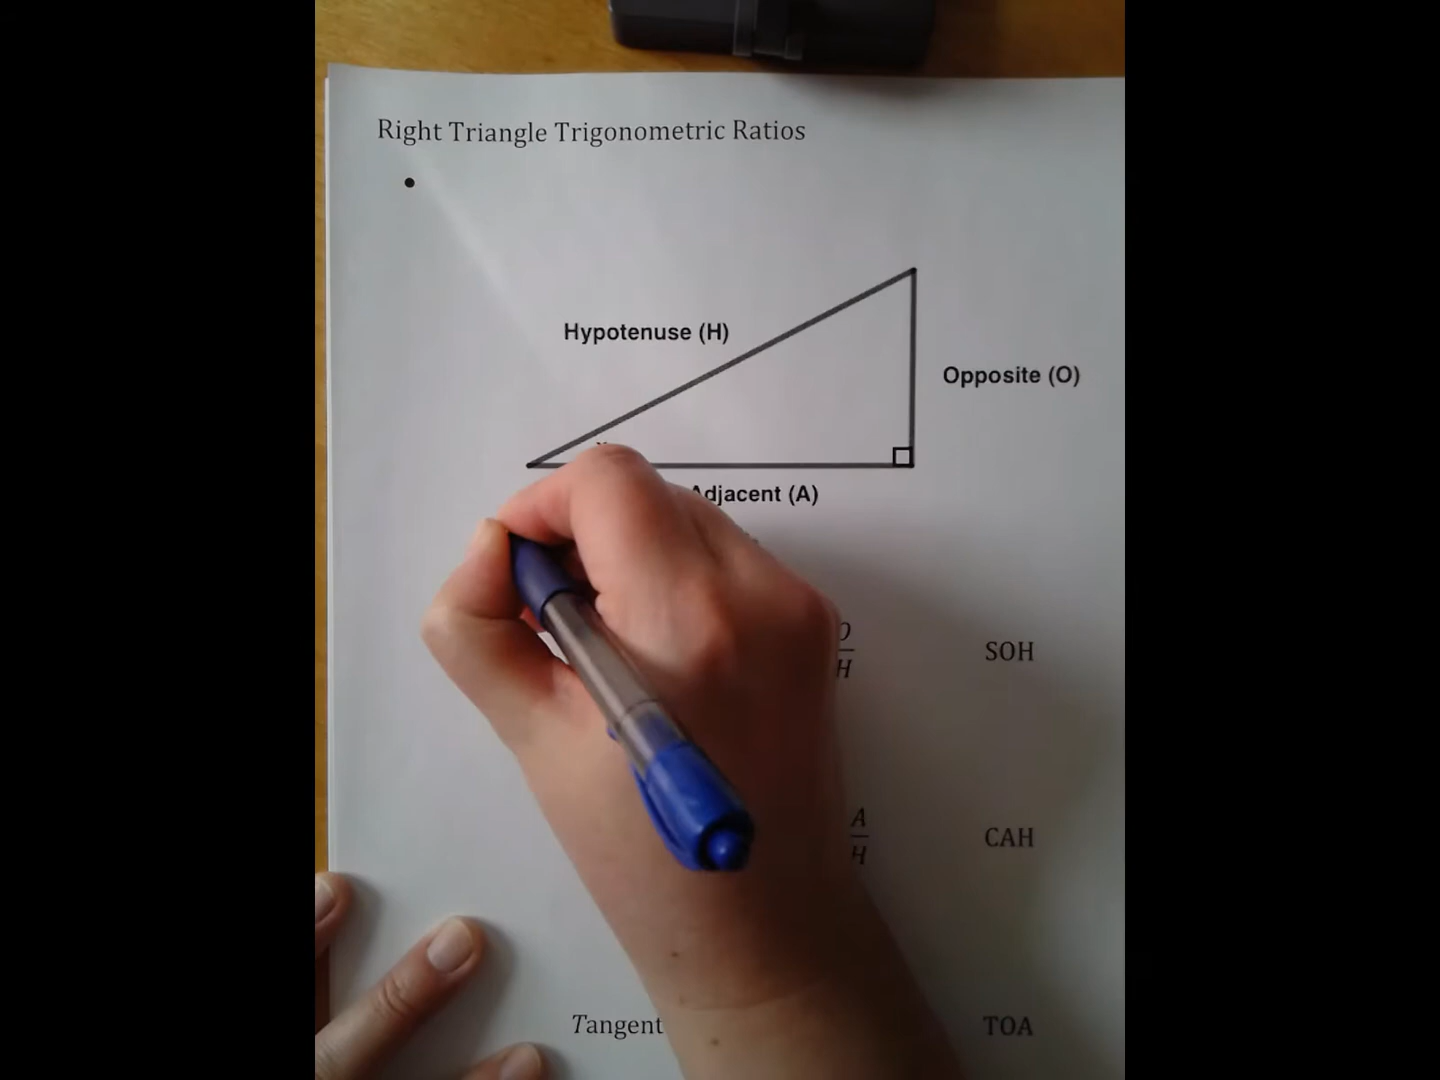 Right Triangle Trigonometric Ratios
Hypotenuse (H)
Opposite (O)
Adjacent (A)
O
H
SOH
A
H
CAH
Tangent
TOA